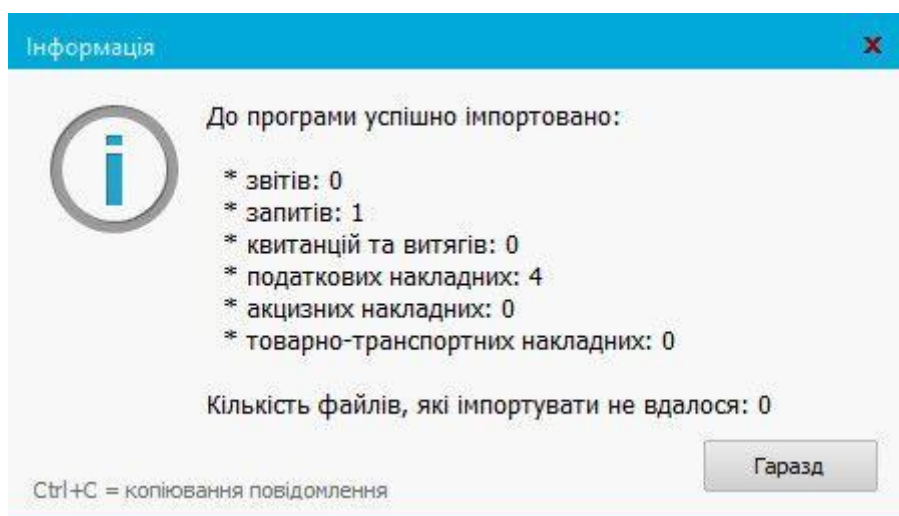 Інформація
До програми успішно імпортовано:
* звітів: 0
* запитів: 1
* квитанцій та витягів: 0
* податкових накладних: 4
* акцизних накладних: 0
* товарно-транспортних накладних: 0
Кількість файлів, які імпортувати не вдалося: 0
Гаразд
Ctrl+C = копіювання повідомлення